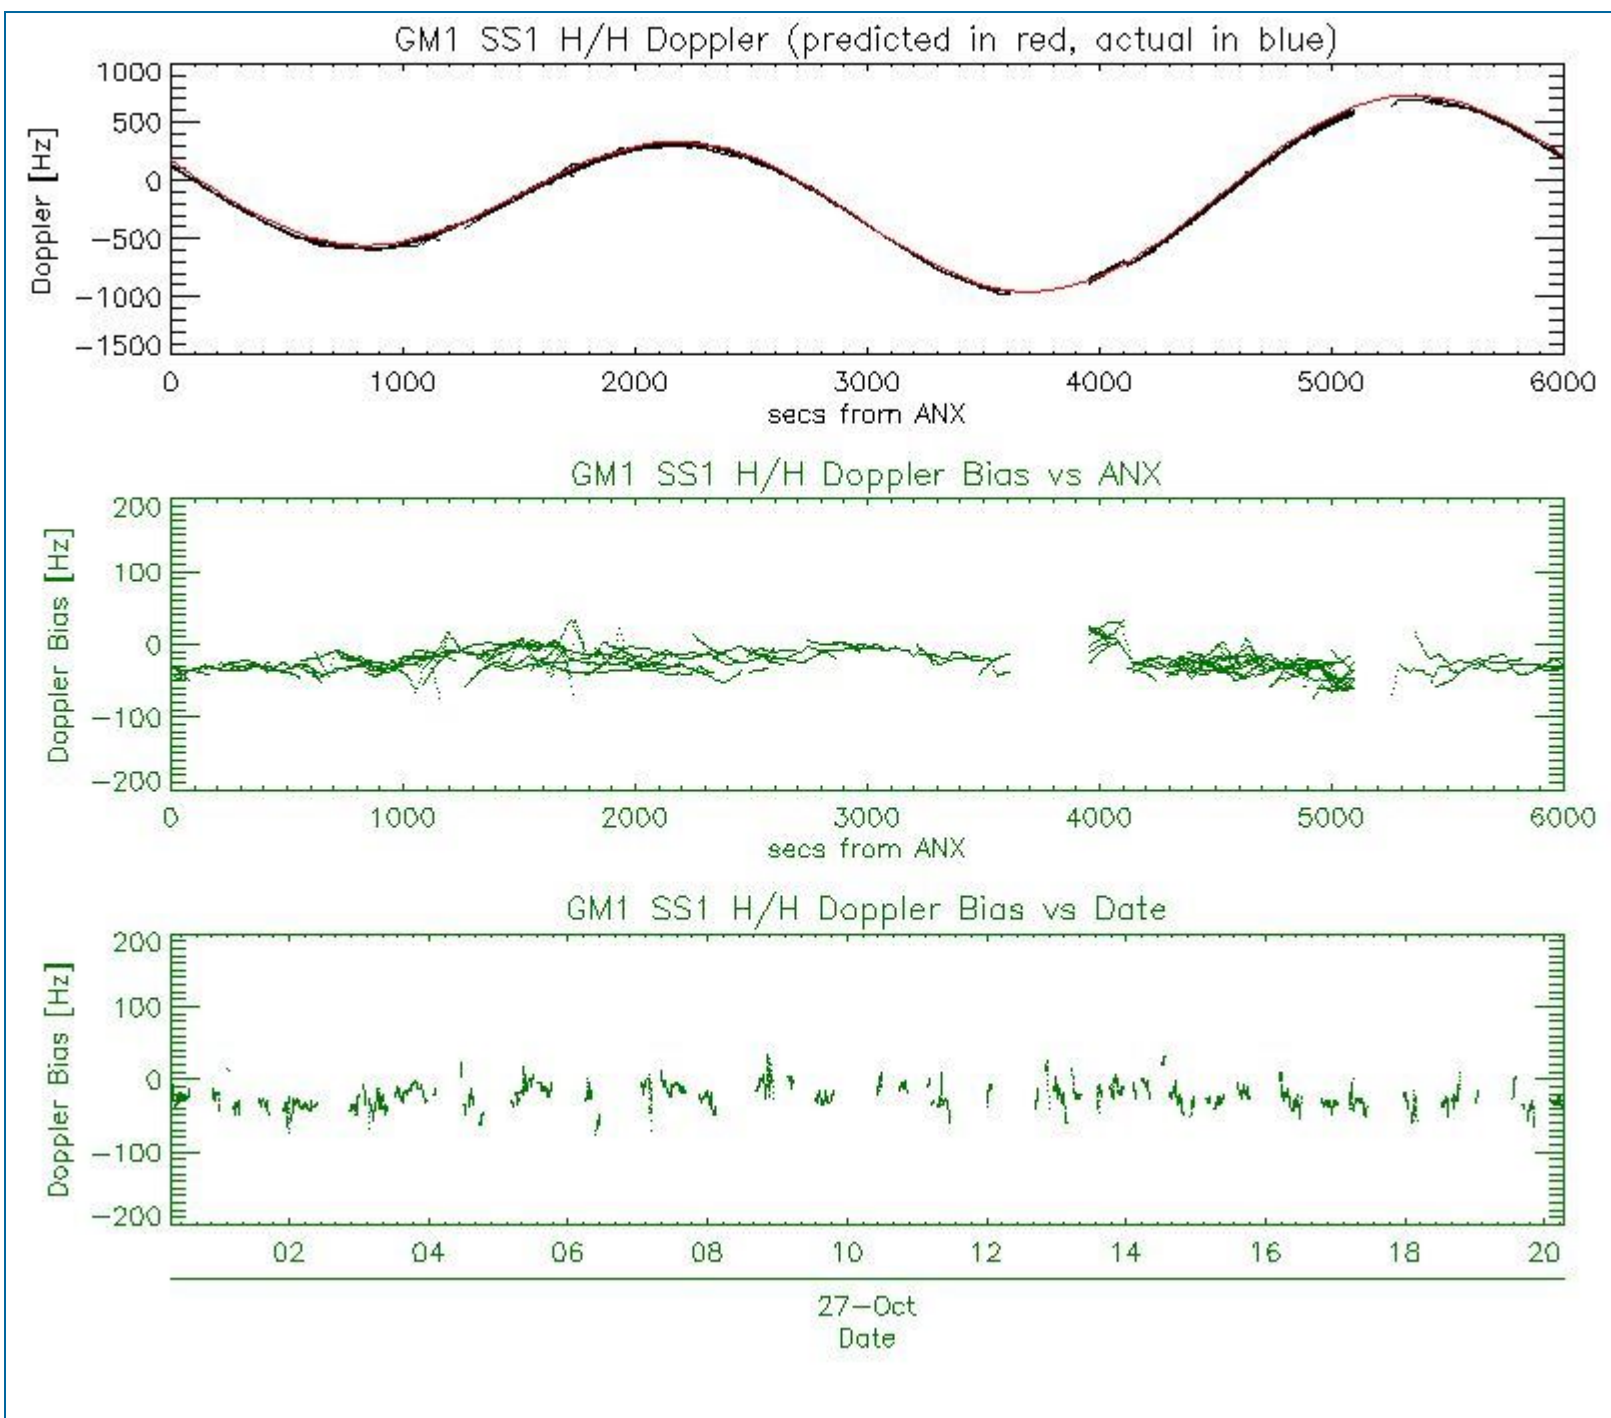 GM1 SS1 H/H Doppler (predicted in red, actual in blue)
1000
500
0
-500
-1000
-1500
Doppler [Hz]
0 1000 2000 3000 4000 5000 6000
secs from ANX
GM1 SS1 H/H Doppler Bias vs ANX
200
100
0
-100
-200
Doppler Bias [Hz]
0 1000 2000 3000 4000 5000 6000
secs from ANX
GM1 SS1 H/H Doppler Bias vs Date
200
100
0
-100
-200
Doppler Bias [Hz]
02 04 06 08 10 12 14 16 18 20
27-Oct
Date